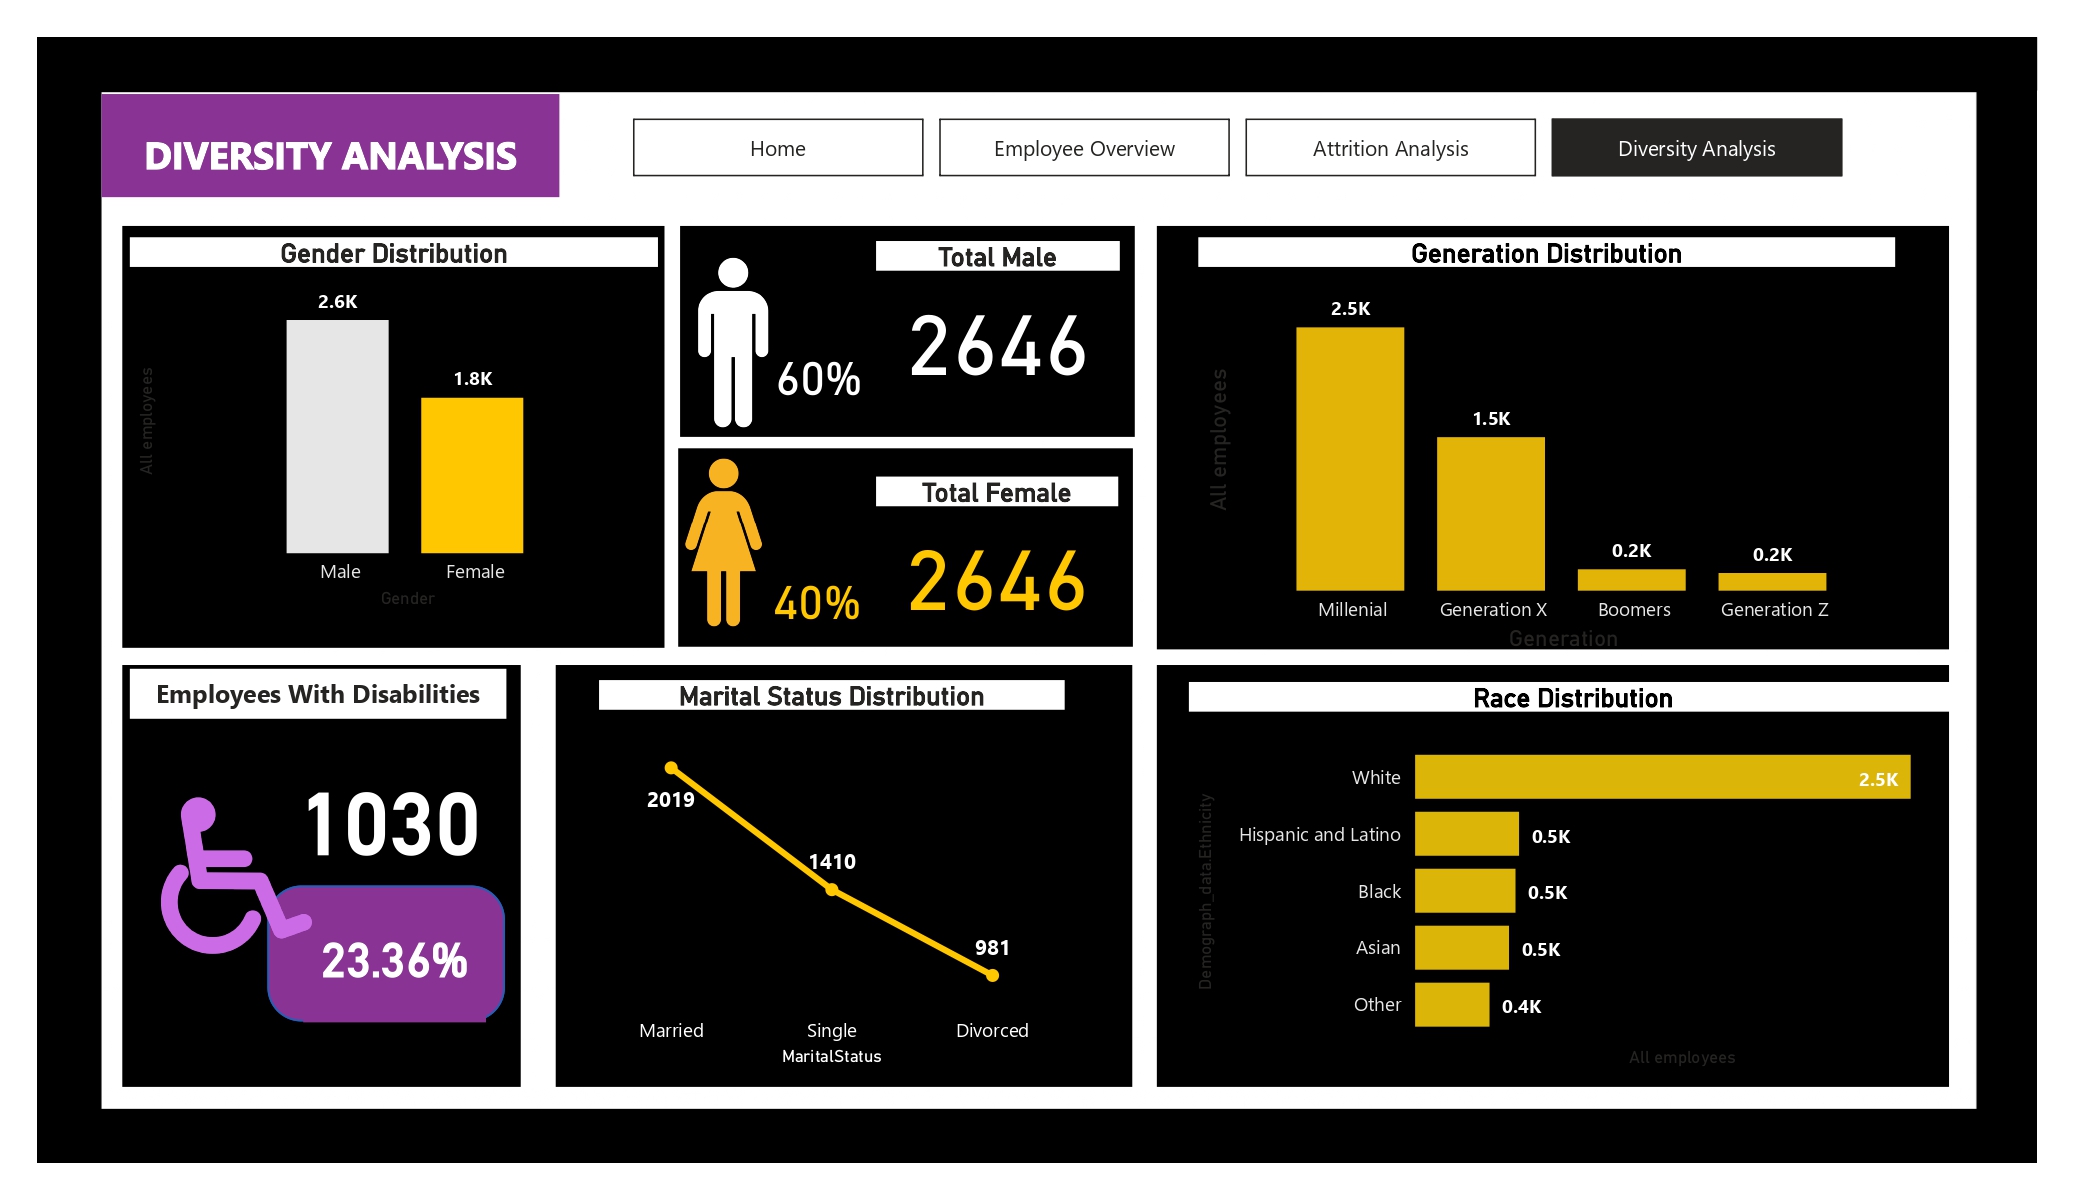 DIVERSITY ANALYSIS
Home
Employee Overview
Attrition Analysis
Diversity Analysis
Gender Distribution
2.6K
1.8K
All employees
Male
Female
Gender
Total Male
2646
60%
Total Female
2646
40%
Generation Distribution
2.5K
1.5K
0.2K
0.2K
All employees
Millenial
Generation X
Boomers
Generation Z
Generation
Employees With Disabilities
1030
23.36%
Marital Status Distribution
2019
1410
981
Married
Single
Divorced
MaritalStatus
Race Distribution
Demograph_data.Ethnicity
White
2.5K
Hispanic and Latino
0.5K
Black
0.5K
Asian
0.5K
Other
0.4K
All employees